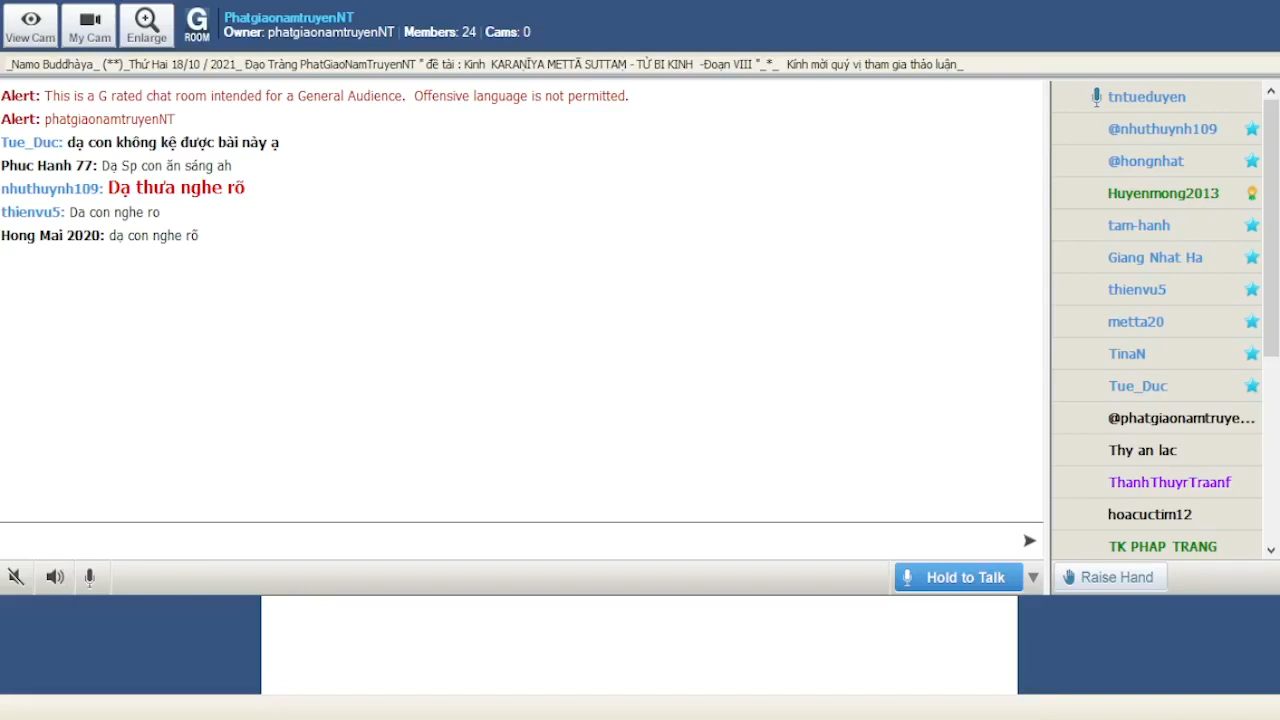 View Cam
My Cam
Enlarge
G
ROOM
PhatgiaonamtruyenNT
Owner: phatgiaonamtruyenNT | Members: 24 | Cams: 0
_Namo Buddhàya_ (**)_Thứ Hai 18/10 / 2021_ Đạo Tràng PhatGiaoNamTruyenNT " đề tài : Kinh KARAṆĪYA METTĀ SUTTAṂ - TỪ BI KINH -Đoạn VIII "_*_ Kính mời quý vị tham gia thảo luận_
Alert: This is a G rated chat room intended for a General Audience. Offensive language is not permitted.
Alert: phatgiaonamtruyenNT
Tue_Duc: dạ con không kệ được bài này ạ
Phuc Hanh 77: Dạ Sp con ăn sáng ah
nhuthuynh109: Dạ thưa nghe rõ
thienvu5: Da con nghe ro
Hong Mai 2020: dạ con nghe rõ
tntueduyen
@nhuthuynh109
@hongnhat
Huyenmong2013
tam-hanh
Giang Nhat Ha
thienvu5
metta20
TinaN
Tue_Duc
@phatgiaonamtruye...
Thy an lac
ThanhThuyrTraanf
hoacuctim12
TK PHAP TRANG
Hold to Talk
Raise Hand